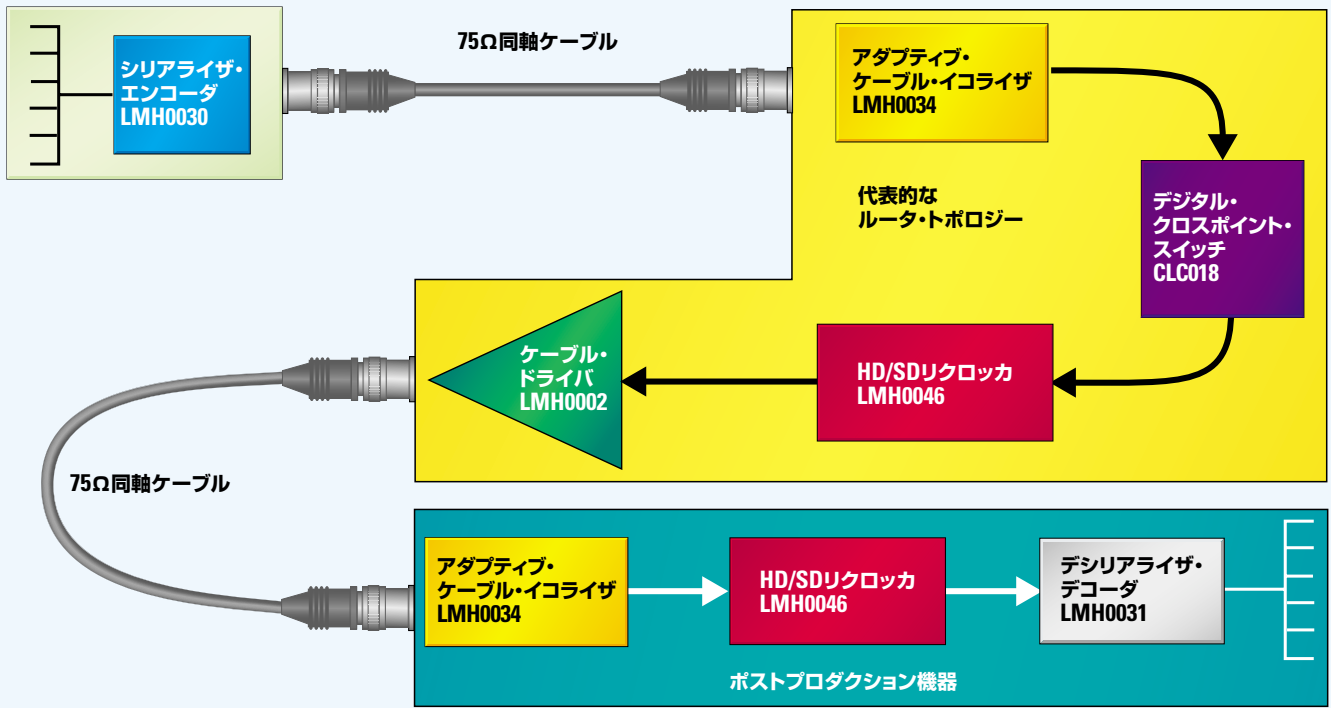 シリアライザ・
エンコーダ
LMH0030
75Ω同軸ケーブル
アダプティブ・
ケーブル・イコライザ
LMH0034
代表的な
ルータ・トポロジー
デジタル・
クロスポイント・
スイッチ
CLC018
HD/SDリクロッカ
LMH0046
ケーブル・
ドライバ
LMH0002
75Ω同軸ケーブル
アダプティブ・
ケーブル・イコライザ
LMH0034
HD/SDリクロッカ
LMH0046
デシリアライザ・
デコーダ
LMH0031
ポストプロダクション機器